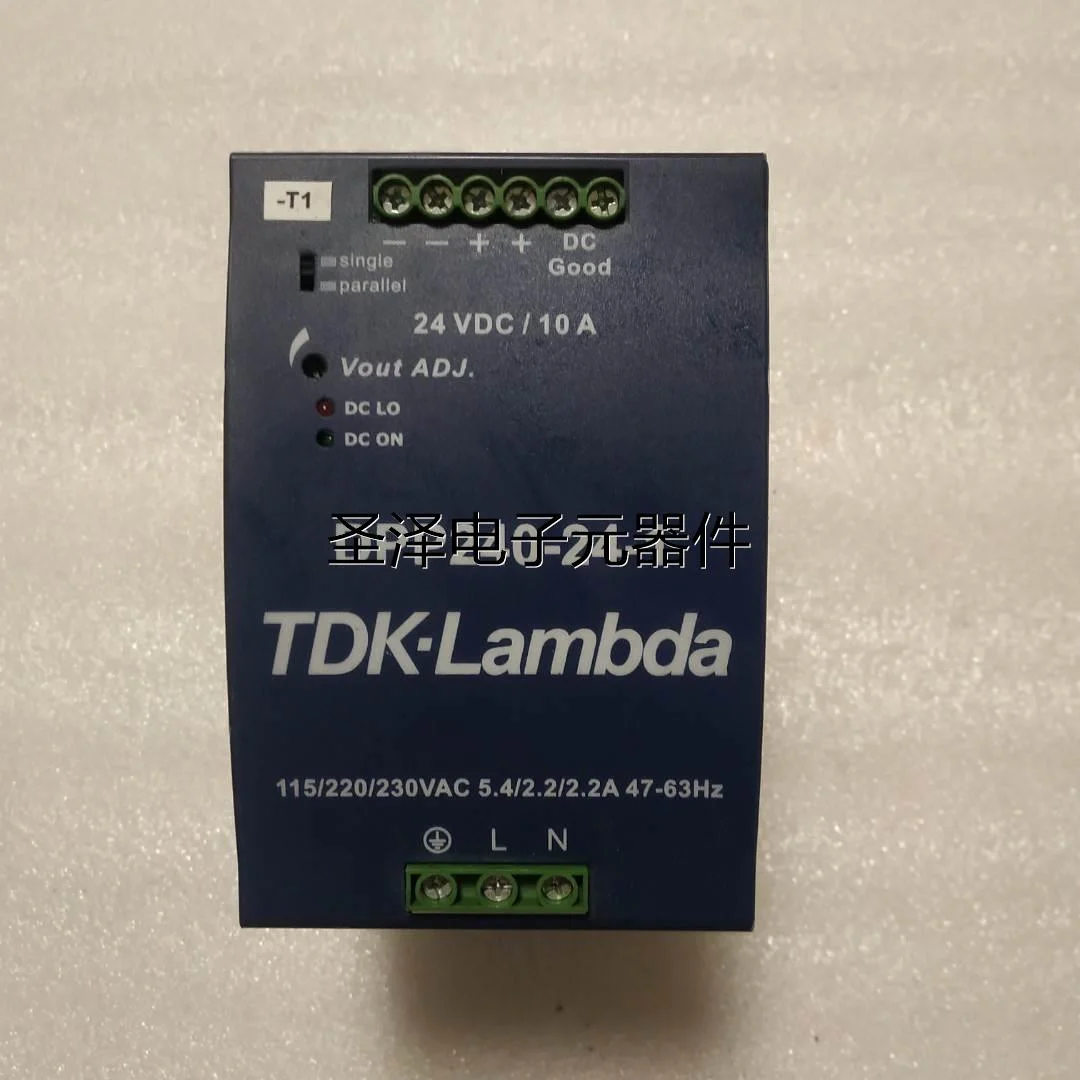 -T1
− − + + DC
Good
single
parallel
24 VDC / 10 A
Vout ADJ.
DC LO
DC ON
圣泽电子元器件
TDK·Lambda
115/220/230VAC 5.4/2.2/2.2A 47-63Hz
L N